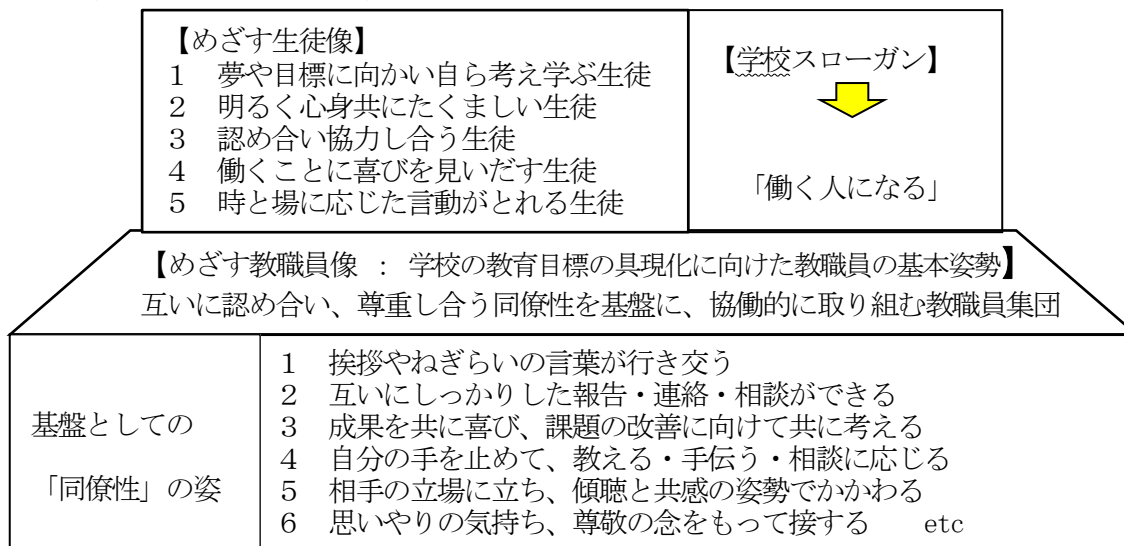 【めざす生徒像】
１　夢や目標に向かい自ら考え学ぶ生徒
２　明るく心身共にたくましい生徒
３　認め合い協力し合う生徒
４　働くことに喜びを見いだす生徒
５　時と場に応じた言動がとれる生徒
【学校スローガン】
「働く人になる」
【めざす教職員像 ： 学校の教育目標の具現化に向けた教職員の基本姿勢】
互いに認め合い、尊重し合う同僚性を基盤に、協働的に取り組む教職員集団
基盤としての
「同僚性」の姿
１　挨拶やねぎらいの言葉が行き交う
２　互いにしっかりした報告・連絡・相談ができる
３　成果を共に喜び、課題の改善に向けて共に考える
４　自分の手を止めて、教える・手伝う・相談に応じる
５　相手の立場に立ち、傾聴と共感の姿勢でかかわる
６　思いやりの気持ち、尊敬の念をもって接する　　etc